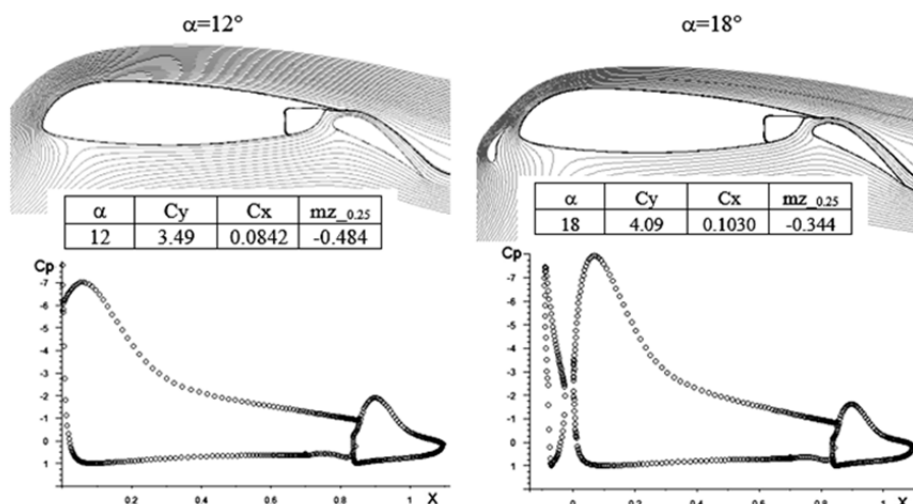 α=12°
α=18°
α Cy Cx mz_0.25
12 3.49 0.0842 -0.484
α Cy Cx mz_0.25
18 4.09 0.1030 -0.344
Cp
-7
-6
-5
-4
-3
-2
-1
0
1
0.2 0.4 0.6 0.8 1 X
Cp
-8
-7
-6
-5
-4
-3
-2
-1
0
1
0 0.2 0.4 0.6 0.8 1 X